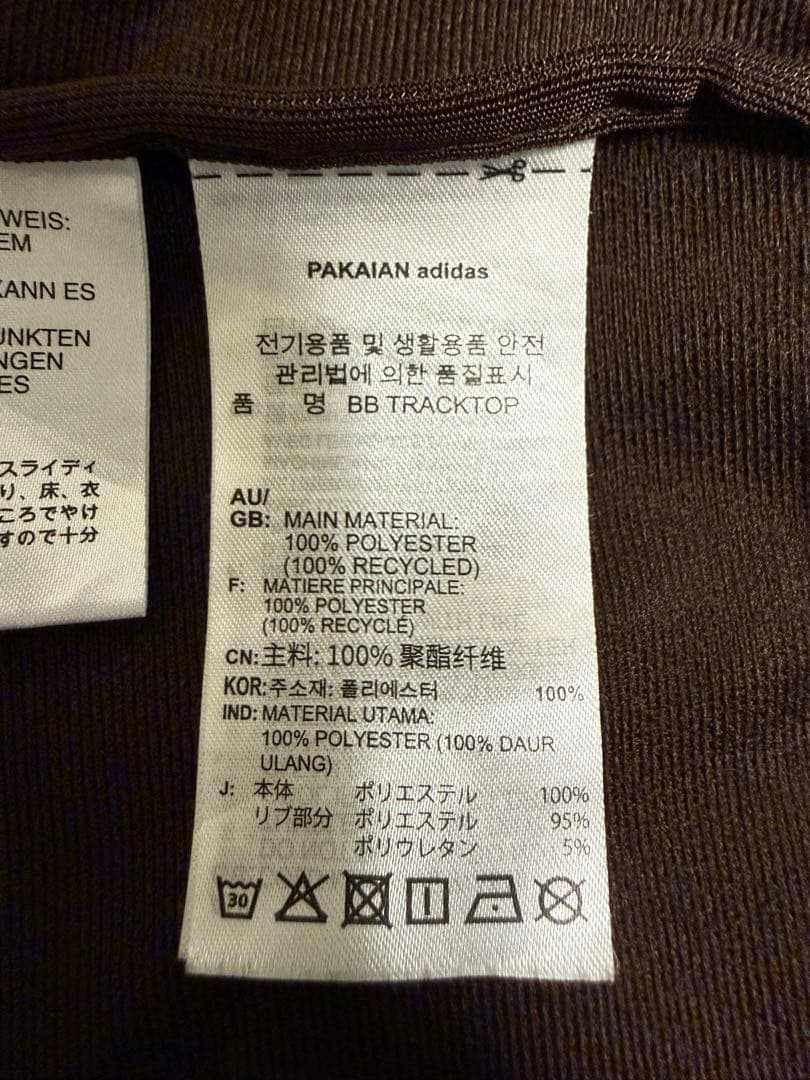 WEIS:
EM
KANN ES
UNKTEN
NGEN
ES
スライディ
り、床、衣
ころでやけ
すので十分
PAKAIAN adidas
전기용품 및 생활용품 안전
관리법에 의한 품질표시
품 명 BB TRACKTOP
AU/
GB: MAIN MATERIAL:
100% POLYESTER
(100% RECYCLED)
F: MATIERE PRINCIPALE:
100% POLYESTER
(100% RECYCLÉ)
CN: 主料: 100% 聚酯纤维
KOR: 주소재: 폴리에스터 100%
IND: MATERIAL UTAMA:
100% POLYESTER (100% DAUR
ULANG)
J: 本体 ポリエステル 100%
リブ部分 ポリエステル 95%
ポリウレタン 5%
30